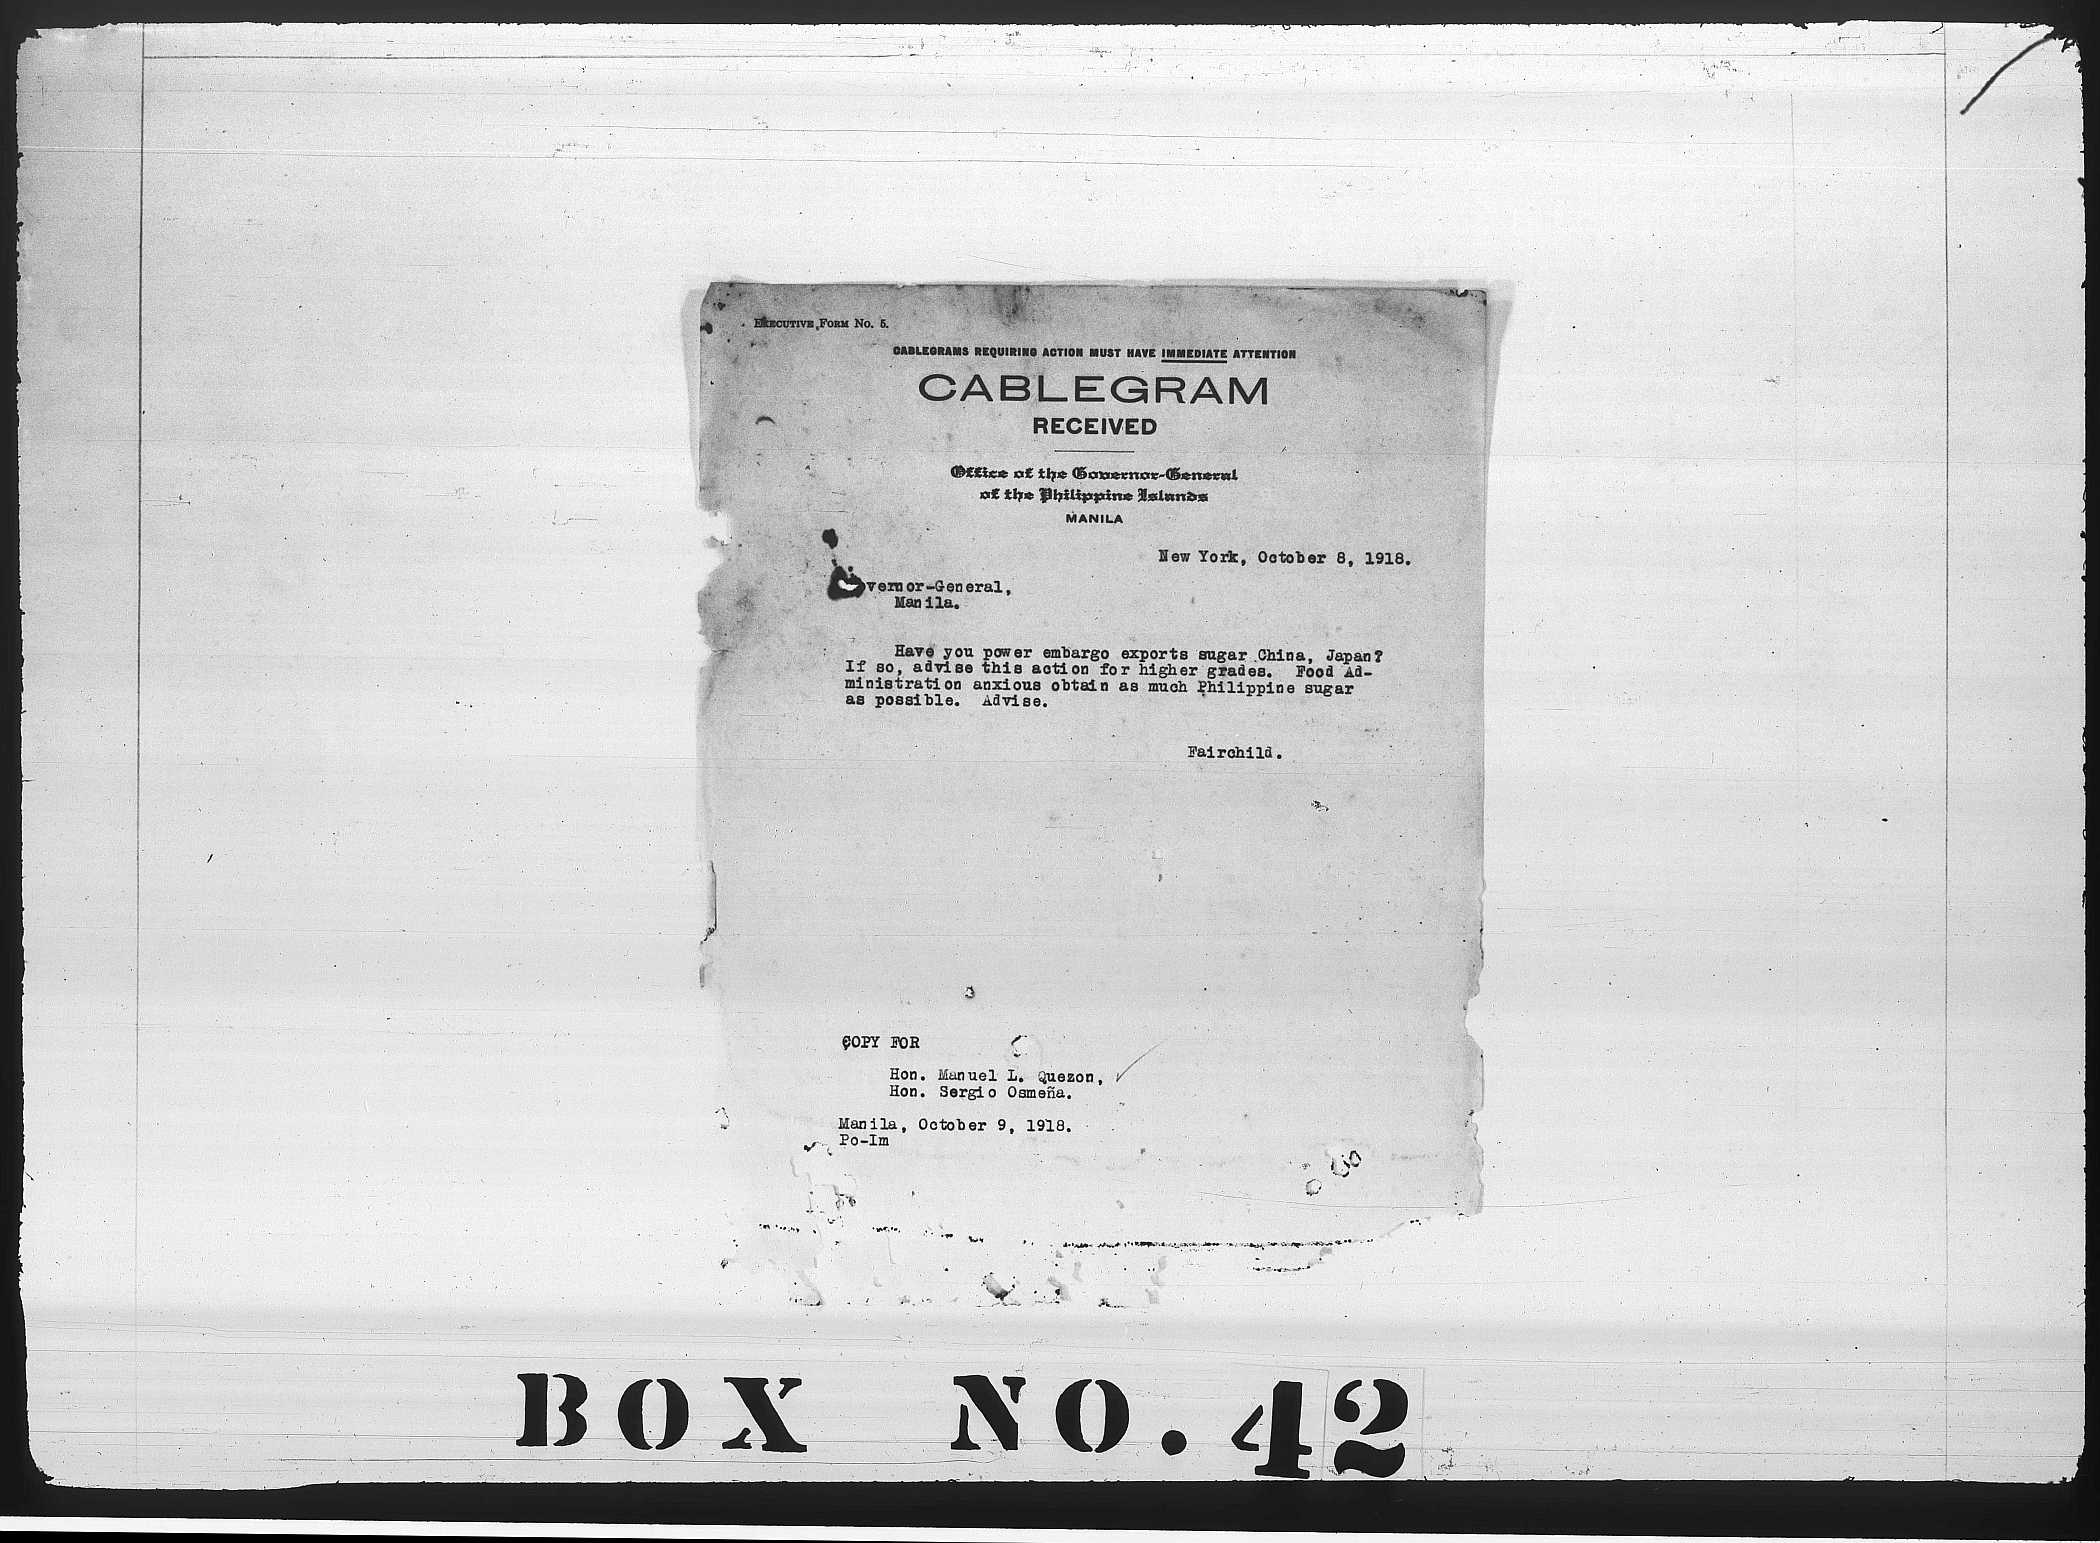 EXECUTIVE FORM No. 5.
CABLEGRAMS REQUIRING ACTION MUST HAVE IMMEDIATE ATTENTION
CABLEGRAM
RECEIVED
Office of the Governor-General
of the Philippine Islands
MANILA
New York, October 8, 1918.
vernor-General,
Manila.
Have you power embargo exports sugar China, Japan?
If so, advise this action for higher grades. Food Ad-
ministration anxious obtain as much Philippine sugar
as possible. Advise.
Fairchild.
COPY FOR
Hon. Manuel L. Quezon,
Hon. Sergio Osmeña.
Manila, October 9, 1918.
Po-Im
BOX NO. 42